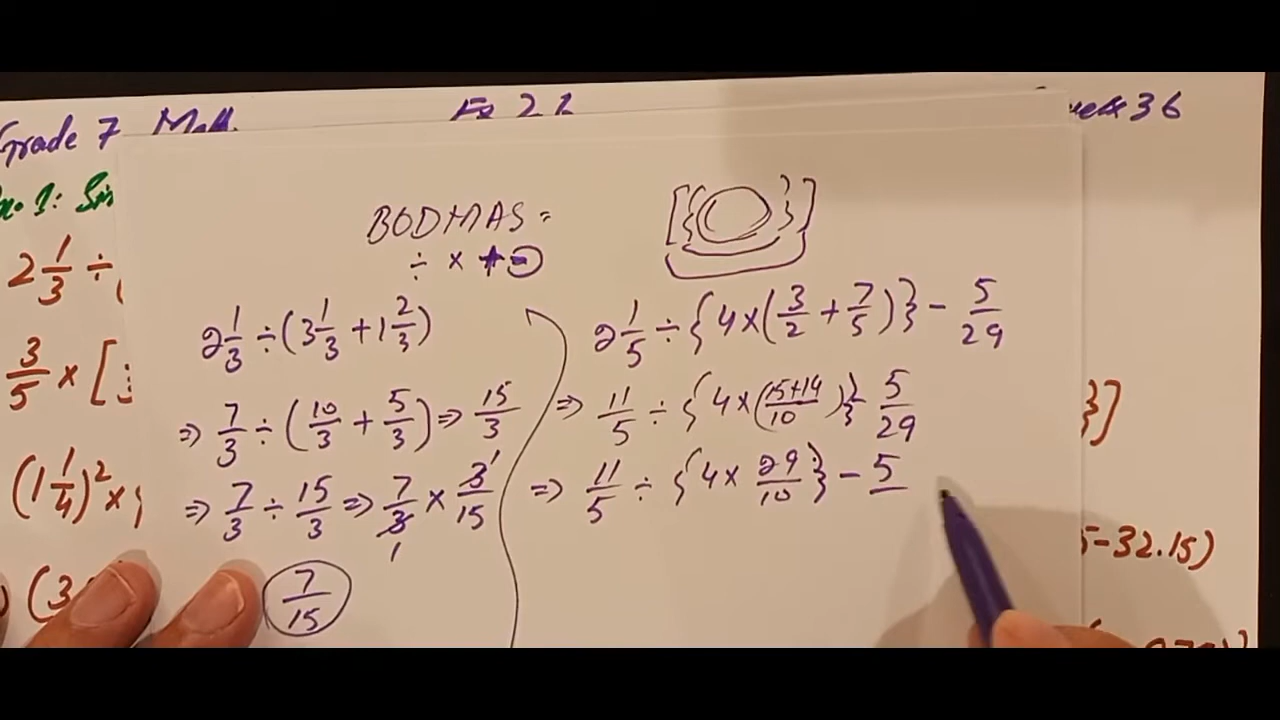 Grade 7 Math
Ex 2.2
36
2 1/3 ÷
3/5 × [
(1 1/4)² ×
}]
5-32.15)
BODMAS =
[{( )}]
÷ × + -
2 1/3 ÷ (3 1/3 + 1 2/3)
⇒ 7/3 ÷ (10/3 + 5/3) ⇒ 15/3
⇒ 7/3 ÷ 15/3 ⇒ 7/3 × 3/15
1
1
7/15
2 1/5 ÷ {4 × (3/2 + 7/5)} - 5/29
⇒ 11/5 ÷ {4 × (15+14/10)} - 5/29
⇒ 11/5 ÷ {4 × 29/10} - 5